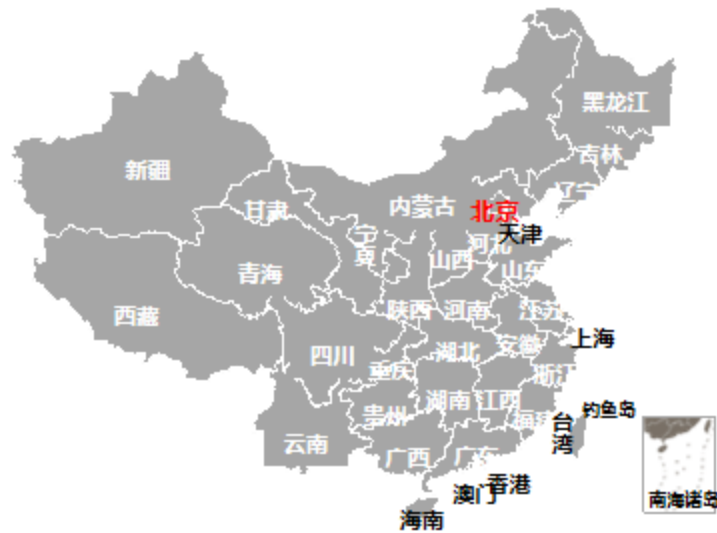 黑龙江
吉林
新疆
辽宁
内蒙古
北京
甘肃
天津
宁夏
河北
山西
山东
青海
西藏
陕西
河南
江苏
上海
安徽
湖北
四川
重庆
浙江
湖南
江西
钓鱼岛
贵州
福建
台湾
云南
广西
广东
香港
澳门
南海诸岛
海南